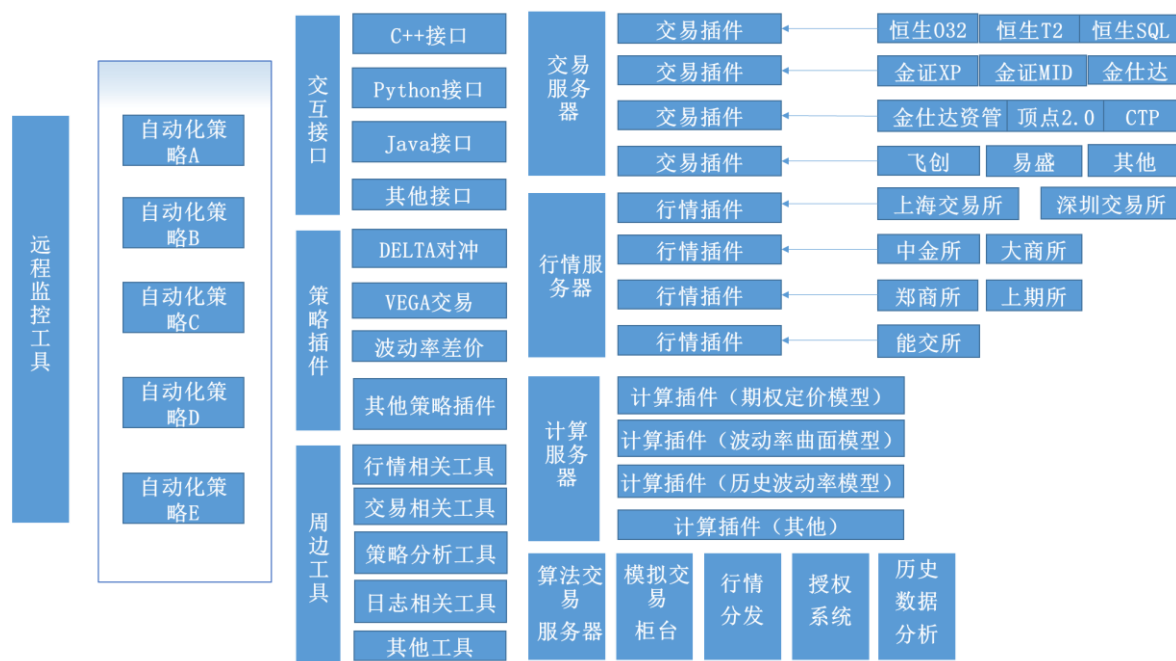 远程监控工具
自动化策
略A
自动化策
略B
自动化策
略C
自动化策
略D
自动化策
略E
交互接口
C++接口
Python接口
Java接口
其他接口
策略插件
DELTA对冲
VEGA交易
波动率差价
其他策略插件
周边工具
行情相关工具
交易相关工具
策略分析工具
日志相关工具
其他工具
交易
服务
器
交易插件
恒生O32
恒生T2
恒生SQL
交易插件
金证XP
金证MID
金仕达
交易插件
金仕达资管
顶点2.0
CTP
交易插件
飞创
易盛
其他
行情服
务器
行情插件
上海交易所
深圳交易所
行情插件
中金所
大商所
行情插件
郑商所
上期所
行情插件
能交所
计算
服务
器
计算插件（期权定价模型）
计算插件（波动率曲面模型）
计算插件（历史波动率模型）
计算插件（其他）
算法交
易
服务器
模拟交
易
柜台
行情
分发
授权
系统
历史
数据
分析